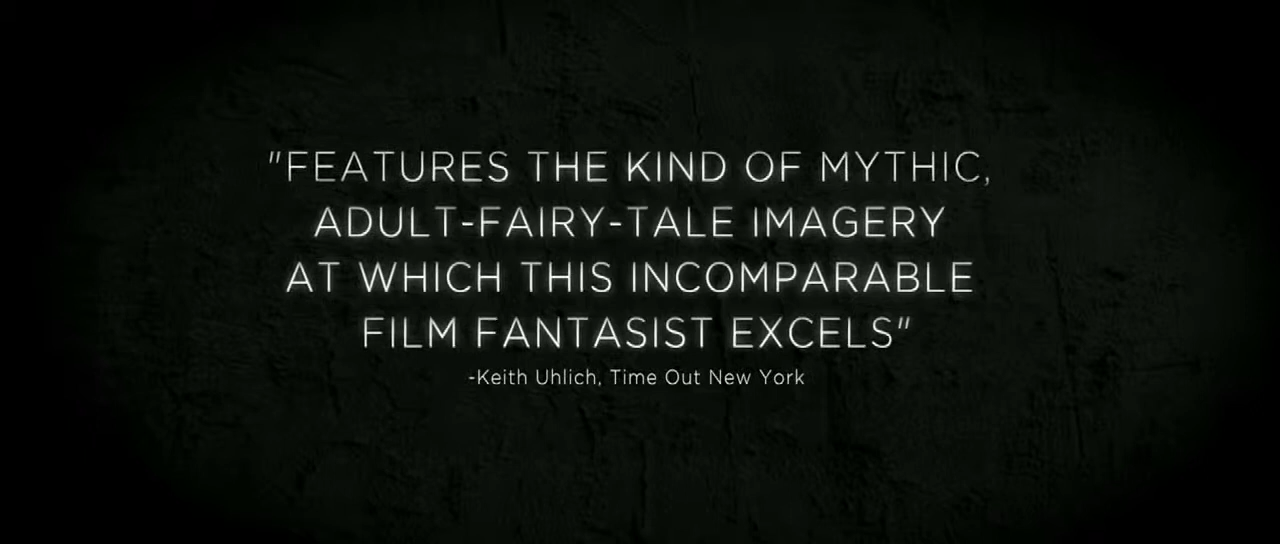 "FEATURES THE KIND OF MYTHIC,
ADULT-FAIRY-TALE IMAGERY
AT WHICH THIS INCOMPARABLE
FILM FANTASIST EXCELS"
-Keith Uhlich, Time Out New York